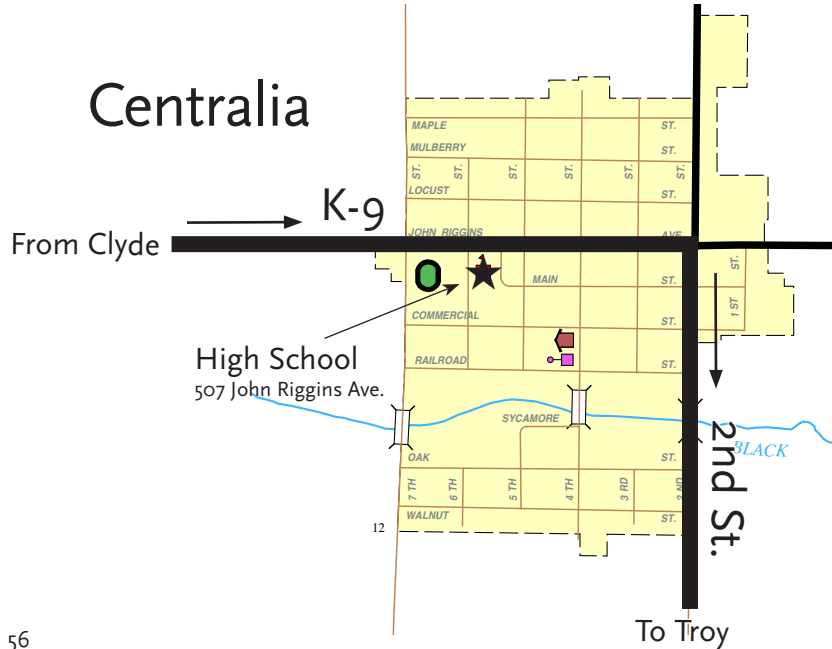 Centralia
MAPLE ST.
MULBERRY ST.
ST. ST. ST. ST. ST. ST.
LOCUST ST.
K-9
JOHN RIGGINS AVE.
From Clyde
MAIN ST.
ST.
1 ST
COMMERCIAL ST.
High School
RAILROAD ST.
507 John Riggins Ave.
SYCAMORE
2nd St.
BLACK
OAK ST.
7 TH 6 TH 5 TH 4 TH 3 RD 2 ND
WALNUT ST.
12
To Troy
56